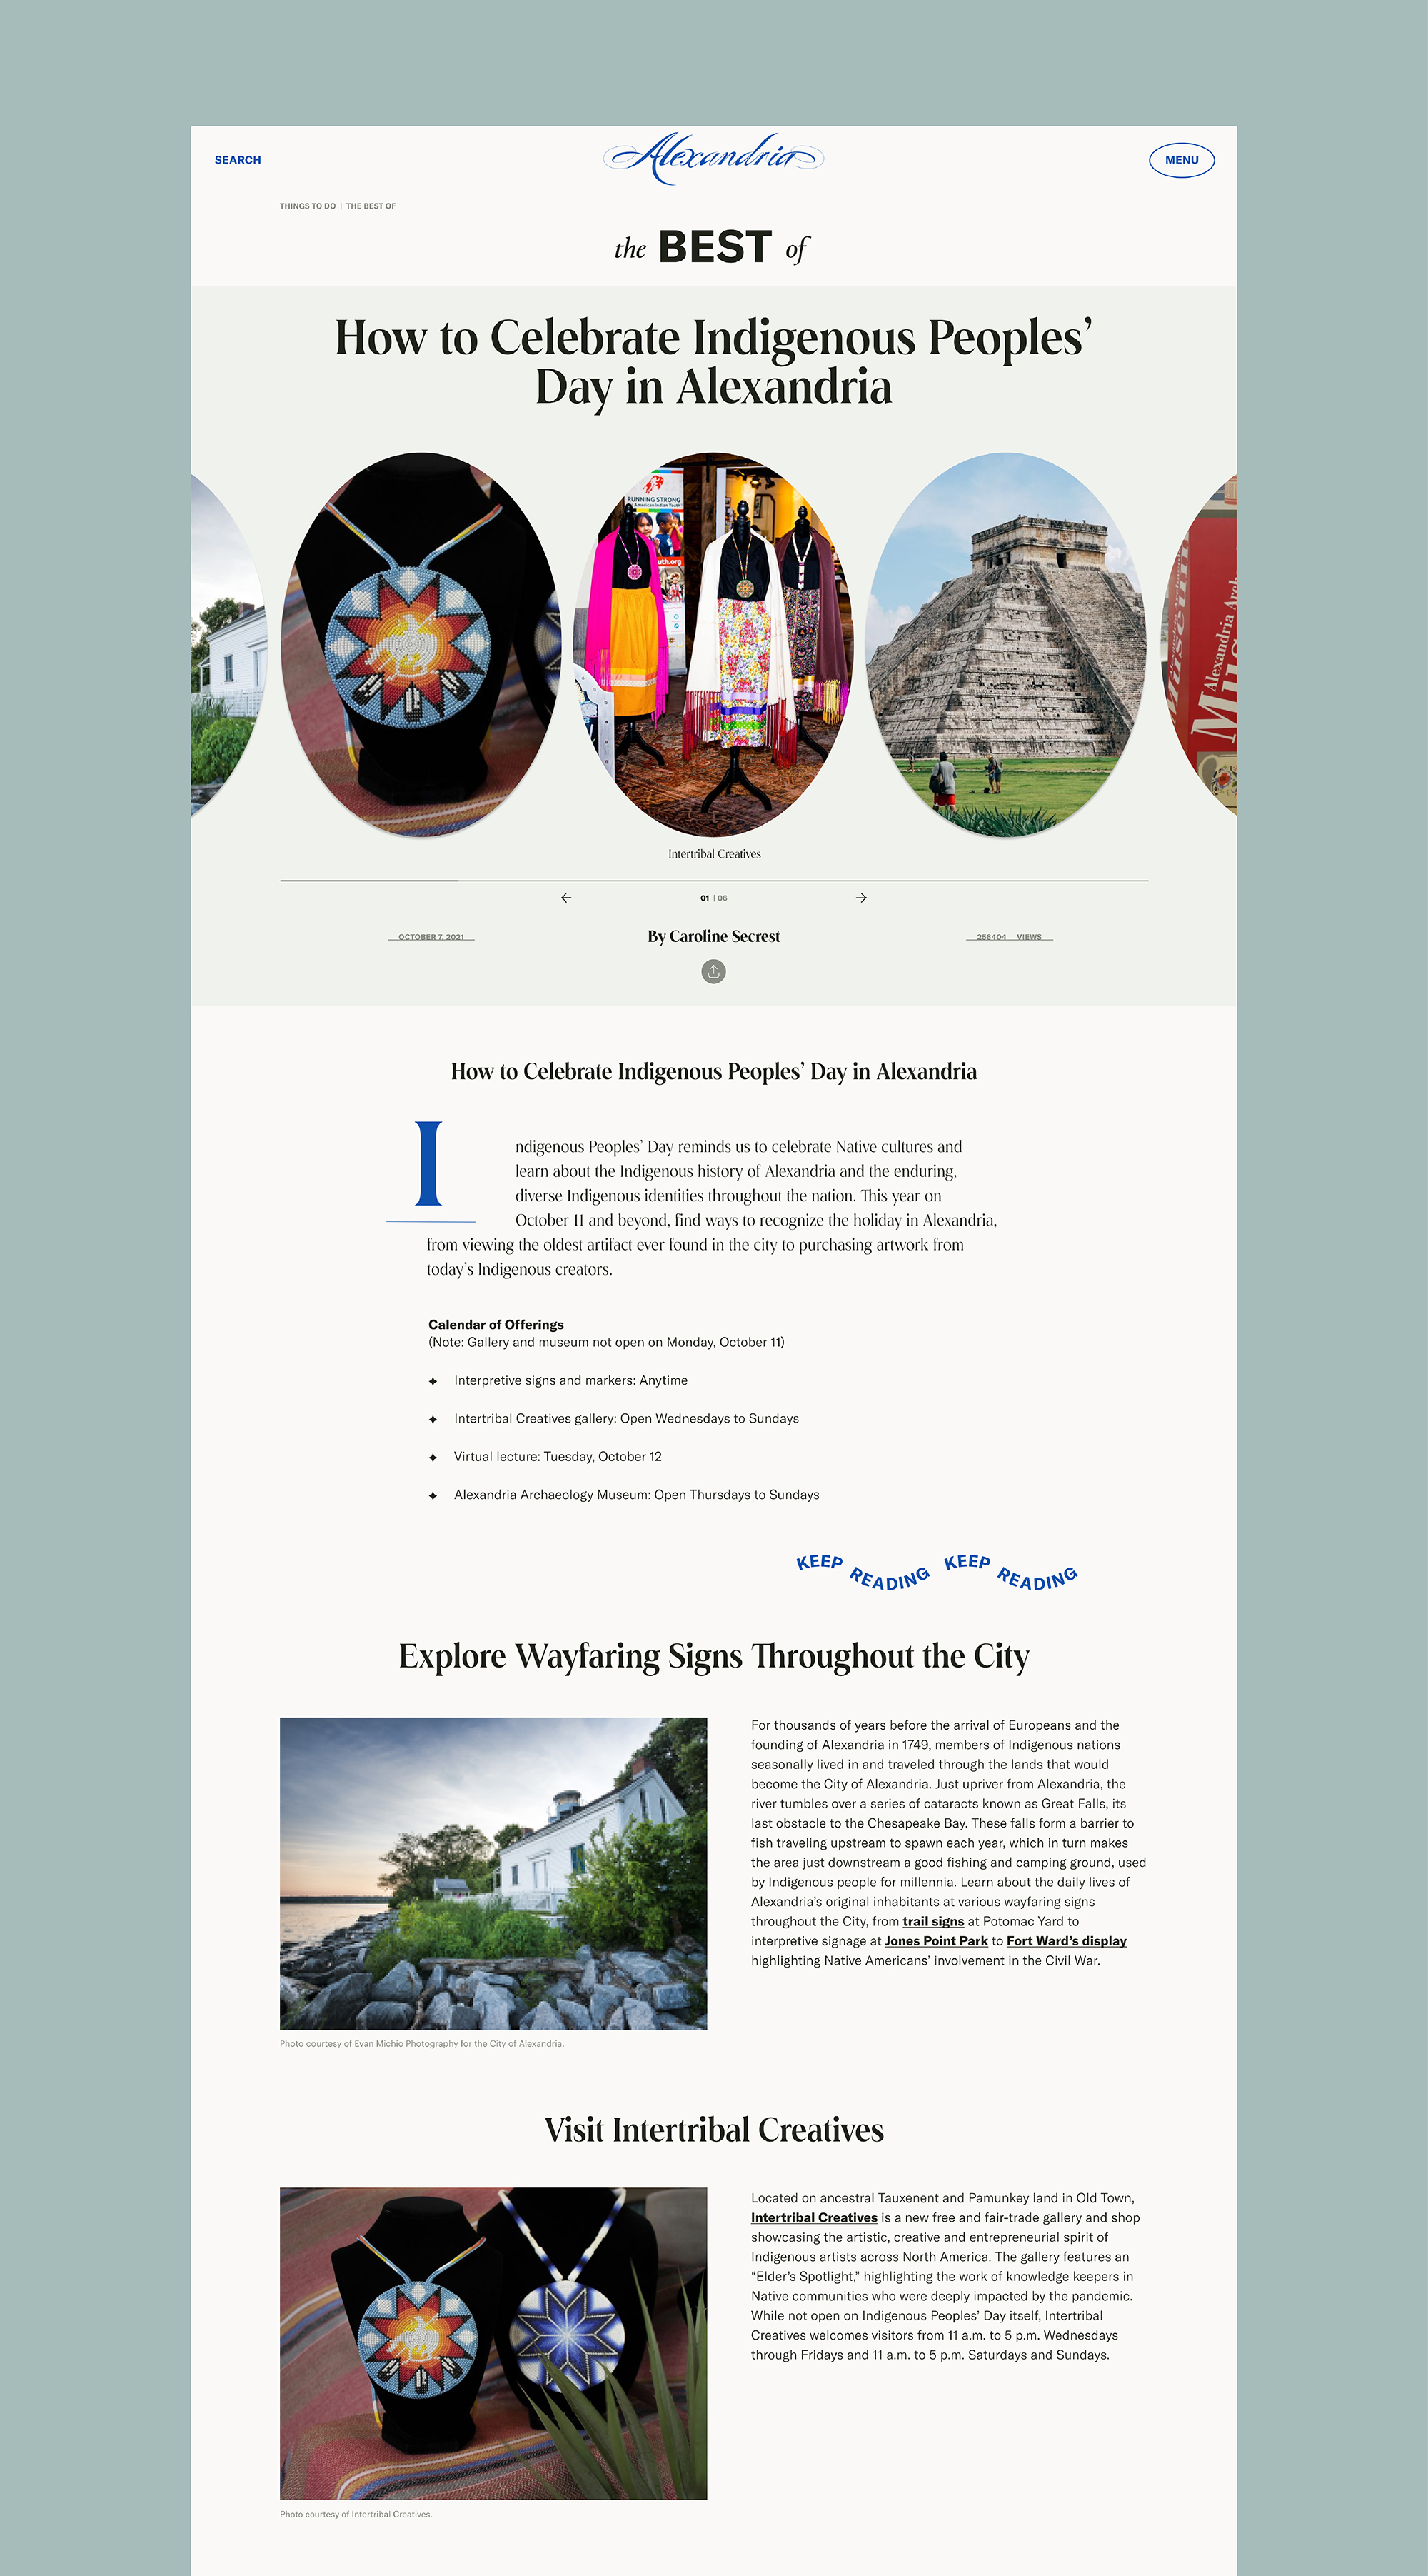 SEARCH
Alexandria
MENU
THINGS TO DO | THE BEST OF
the BEST of
How to Celebrate Indigenous Peoples’
Day in Alexandria
RUNNING STRONG
American Indian Youth
uth.org
Museum
Alexandria Arch
Mus
Intertribal Creatives
01 | 06
OCTOBER 7, 2021
By Caroline Secrest
256404 VIEWS
How to Celebrate Indigenous Peoples’ Day in Alexandria
Indigenous Peoples’ Day reminds us to celebrate Native cultures and
learn about the Indigenous history of Alexandria and the enduring,
diverse Indigenous identities throughout the nation. This year on
October 11 and beyond, find ways to recognize the holiday in Alexandria,
from viewing the oldest artifact ever found in the city to purchasing artwork from
today’s Indigenous creators.
Calendar of Offerings
(Note: Gallery and museum not open on Monday, October 11)
Interpretive signs and markers: Anytime
Intertribal Creatives gallery: Open Wednesdays to Sundays
Virtual lecture: Tuesday, October 12
Alexandria Archaeology Museum: Open Thursdays to Sundays
KEEP READING KEEP READING
Explore Wayfaring Signs Throughout the City
For thousands of years before the arrival of Europeans and the
founding of Alexandria in 1749, members of Indigenous nations
seasonally lived in and traveled through the lands that would
become the City of Alexandria. Just upriver from Alexandria, the
river tumbles over a series of cataracts known as Great Falls, its
last obstacle to the Chesapeake Bay. These falls form a barrier to
fish traveling upstream to spawn each year, which in turn makes
the area just downstream a good fishing and camping ground, used
by Indigenous people for millennia. Learn about the daily lives of
Alexandria’s original inhabitants at various wayfaring signs
throughout the City, from trail signs at Potomac Yard to
interpretive signage at Jones Point Park to Fort Ward’s display
highlighting Native Americans’ involvement in the Civil War.
Photo courtesy of Evan Michio Photography for the City of Alexandria.
Visit Intertribal Creatives
Located on ancestral Tauxenent and Pamunkey land in Old Town,
Intertribal Creatives is a new free and fair-trade gallery and shop
showcasing the artistic, creative and entrepreneurial spirit of
Indigenous artists across North America. The gallery features an
“Elder’s Spotlight,” highlighting the work of knowledge keepers in
Native communities who were deeply impacted by the pandemic.
While not open on Indigenous Peoples’ Day itself, Intertribal
Creatives welcomes visitors from 11 a.m. to 5 p.m. Wednesdays
through Fridays and 11 a.m. to 5 p.m. Saturdays and Sundays.
Photo courtesy of Intertribal Creatives.